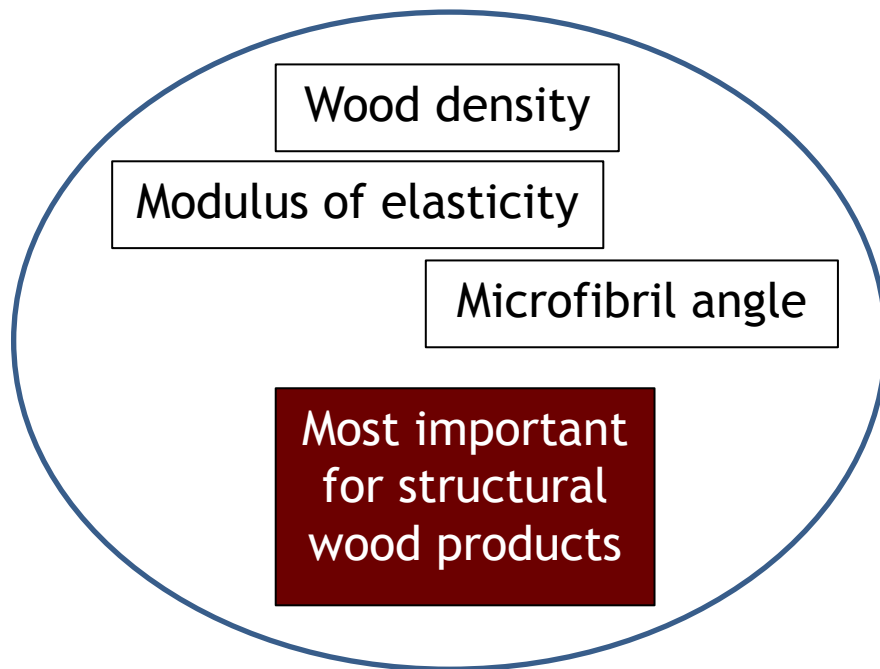 Wood density
Modulus of elasticity
Microfibril angle
Most important
for structural
wood products